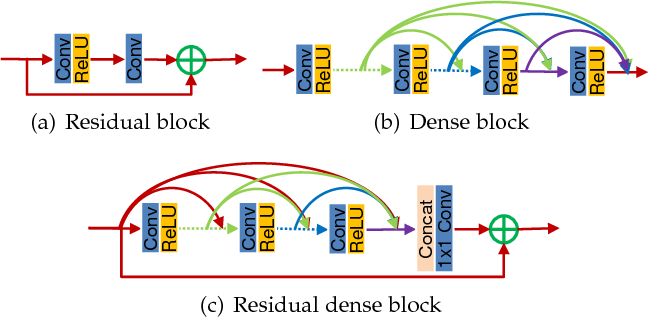 Conv
ReLU
Conv
(a) Residual block
Conv
ReLU
Conv
ReLU
Conv
ReLU
Conv
ReLU
(b) Dense block
Conv
ReLU
Conv
ReLU
Conv
ReLU
Concat
1x1 Conv
(c) Residual dense block